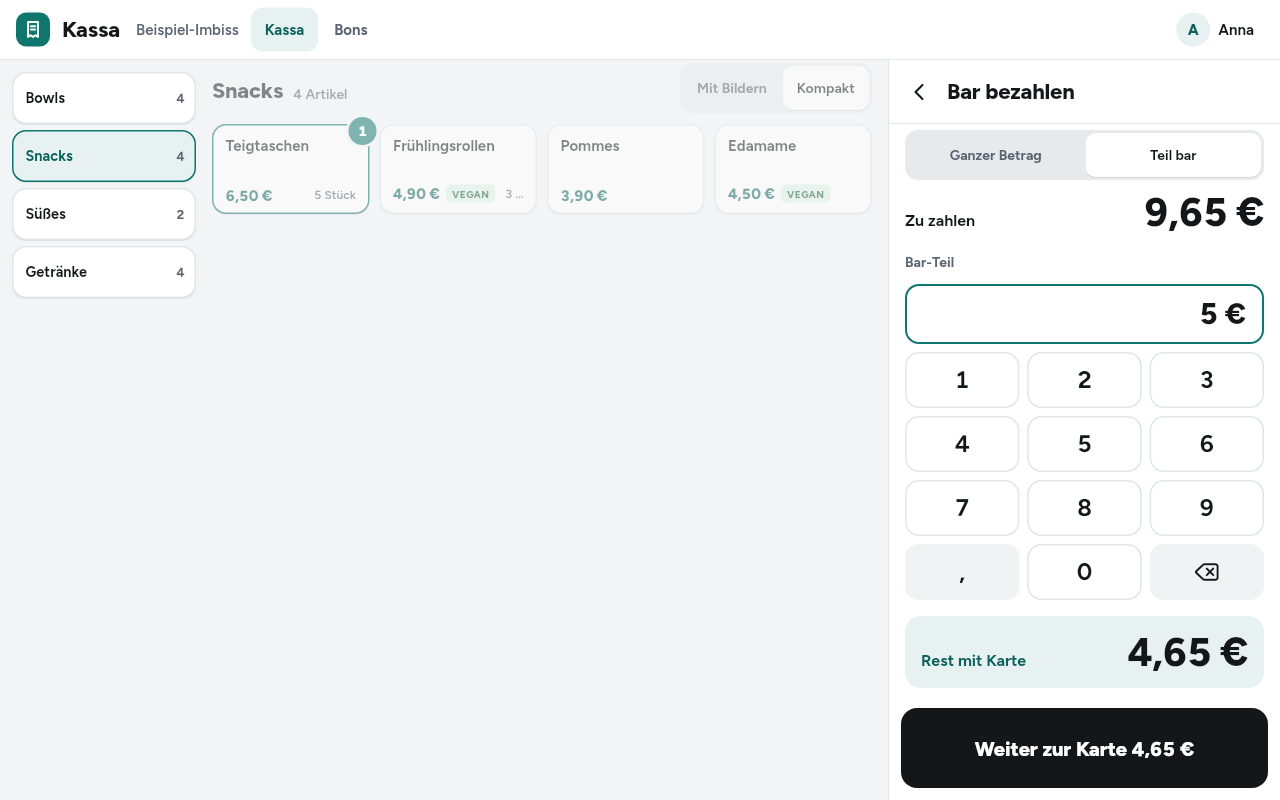 Kassa Beispiel-Imbiss Kassa Bons A Anna
Bowls 4
Snacks 4
Süßes 2
Getränke 4
Snacks 4 Artikel Mit Bildern Kompakt
Teigtaschen 1
6,50 € 5 Stück
Frühlingsrollen
4,90 € VEGAN 3 ...
Pommes
3,90 €
Edamame
4,50 € VEGAN
Bar bezahlen
Ganzer Betrag Teil bar
Zu zahlen 9,65 €
Bar-Teil
5 €
1 2 3
4 5 6
7 8 9
, 0
Rest mit Karte 4,65 €
Weiter zur Karte 4,65 €